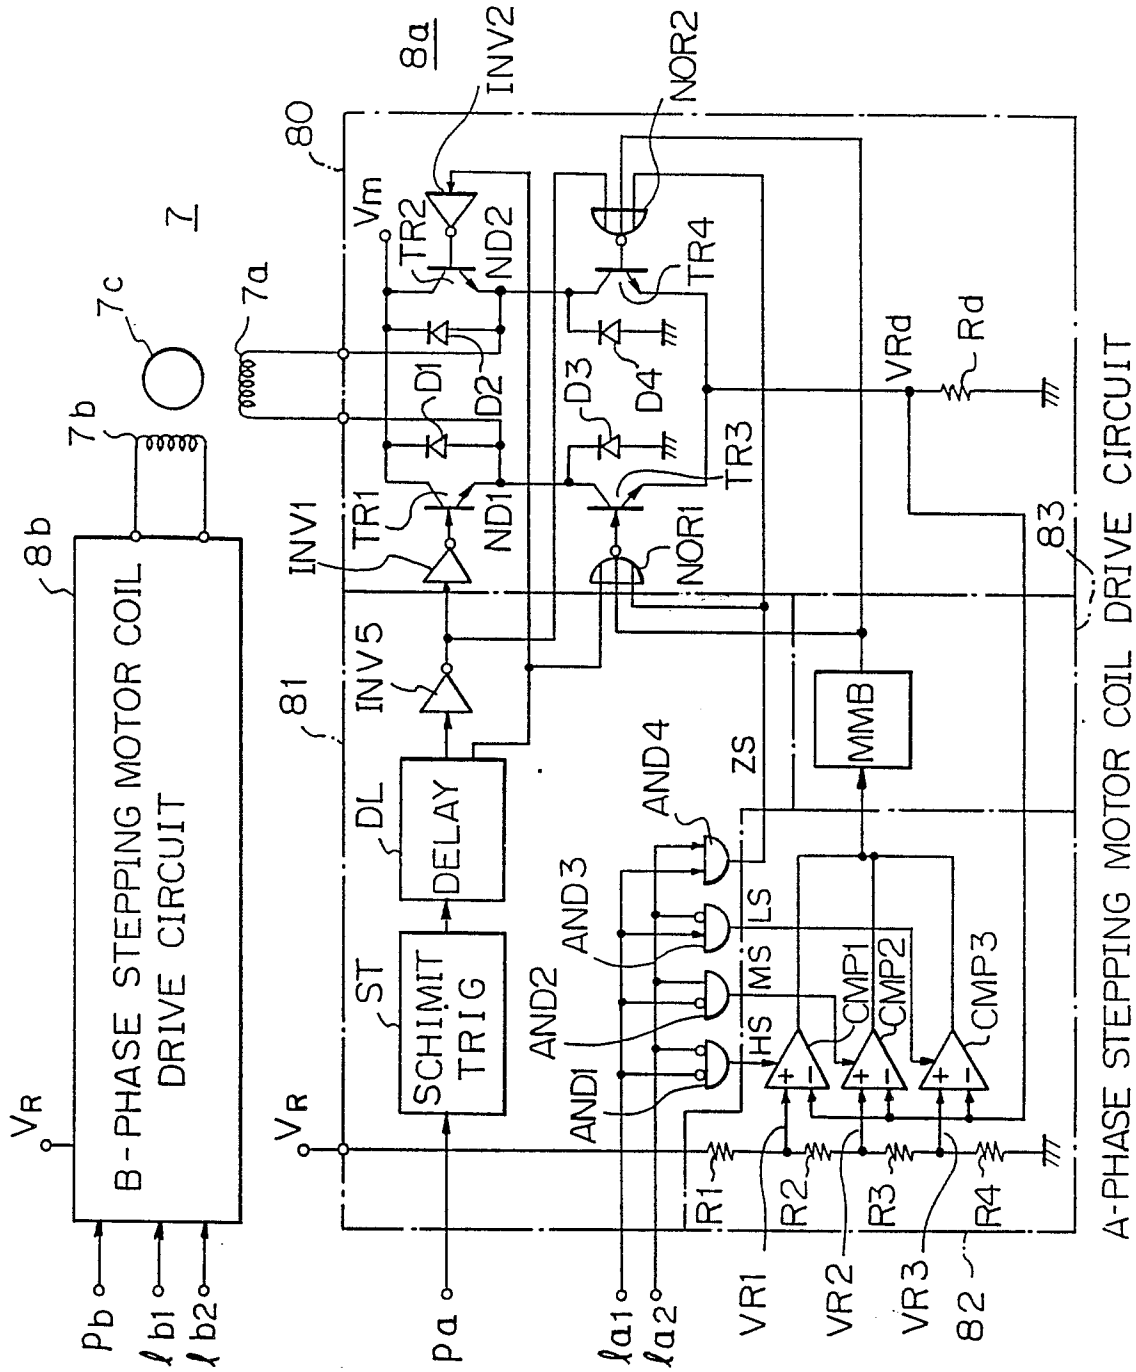 8b
B-PHASE STEPPING MOTOR COIL
DRIVE CIRCUIT
VR
Pb
lb1
lb2
7
7c
7b
7a
8a
80
81
INV1
INV2
INV5
Vm
TR1
TR2
D1
D2
ND1
ND2
D3
D4
TR3
TR4
NOR1
NOR2
VR
ST
SCHIMIT
TRIG
DL
DELAY
Pa
la1
la2
AND1
AND2
AND3
AND4
HS
MS
LS
ZS
R1
R2
R3
R4
VR1
VR2
VR3
+
-
+
-
+
-
CMP1
CMP2
CMP3
MMB
VRd
Rd
82
83
A-PHASE STEPPING MOTOR COIL DRIVE CIRCUIT